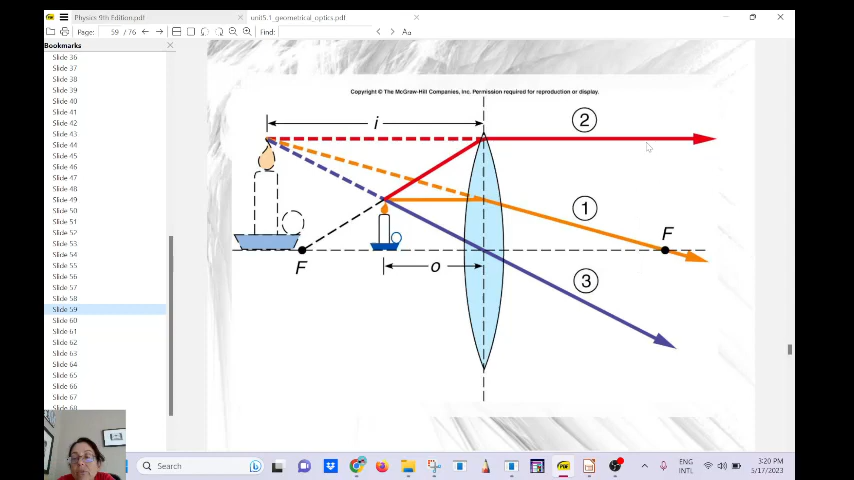 Physics 9th Edition.pdf
unit5.1_geometrical_optics.pdf
Page: 59 / 76
Find:
Aa
Bookmarks
Slide 36
Slide 37
Slide 38
Slide 39
Slide 40
Slide 41
Slide 42
Slide 43
Slide 44
Slide 45
Slide 46
Slide 47
Slide 48
Slide 49
Slide 50
Slide 51
Slide 52
Slide 53
Slide 54
Slide 55
Slide 56
Slide 57
Slide 58
Slide 59
Slide 60
Slide 61
Slide 62
Slide 63
Slide 64
Slide 65
Slide 66
Slide 67
Copyright © The McGraw-Hill Companies, Inc. Permission required for reproduction or display.
i
2
1
F
F
o
3
Search
ENG
INTL
3:20 PM
5/17/2023